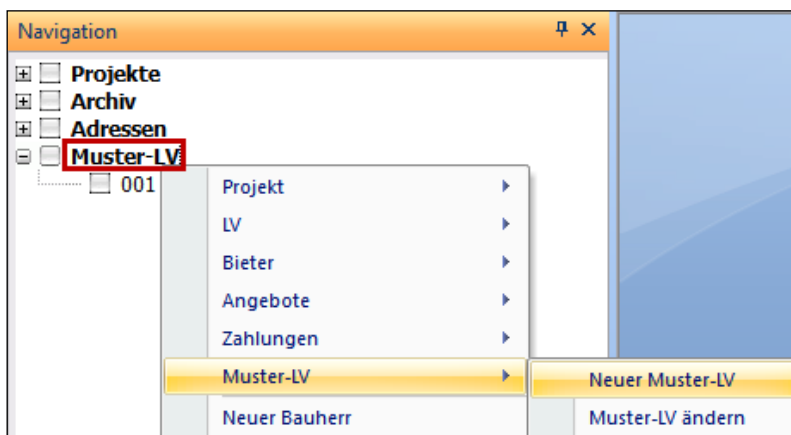 Navigation
Projekte
Archiv
Adressen
Muster-LV
001
Projekt
LV
Bieter
Angebote
Zahlungen
Muster-LV
Neuer Bauherr
Neuer Muster-LV
Muster-LV ändern